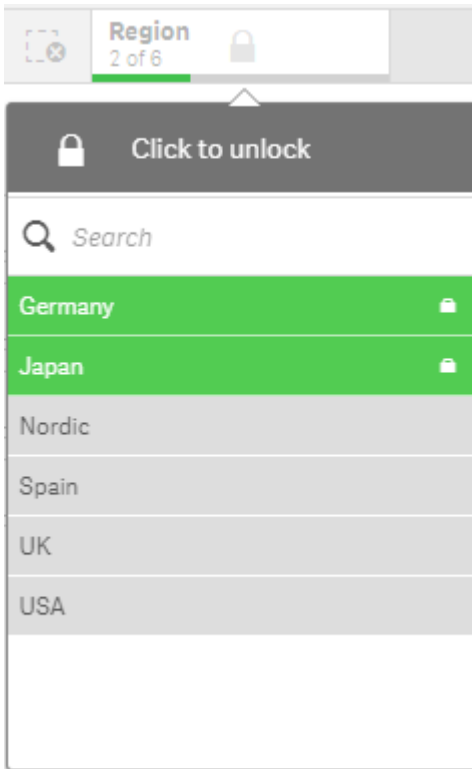 Region
2 of 6
Click to unlock
Search
Germany
Japan
Nordic
Spain
UK
USA